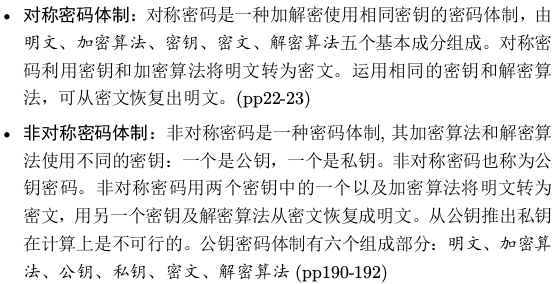 • 对称密码体制：对称密码是一种加解密使用相同密钥的密码体制，由
明文、加密算法、密钥、密文、解密算法五个基本成分组成。对称密
码利用密钥和加密算法将明文转为密文。运用相同的密钥和解密算
法，可从密文恢复出明文。(pp22-23)
• 非对称密码体制：非对称密码是一种密码体制, 其加密算法和解密算
法使用不同的密钥：一个是公钥，一个是私钥。非对称密码也称为公
钥密码。非对称密码用两个密钥中的一个以及加密算法将明文转为
密文，用另一个密钥及解密算法从密文恢复成明文。从公钥推出私钥
在计算上是不可行的。公钥密码体制有六个组成部分：明文、加密算
法、公钥、私钥、密文、解密算法 (pp190-192)